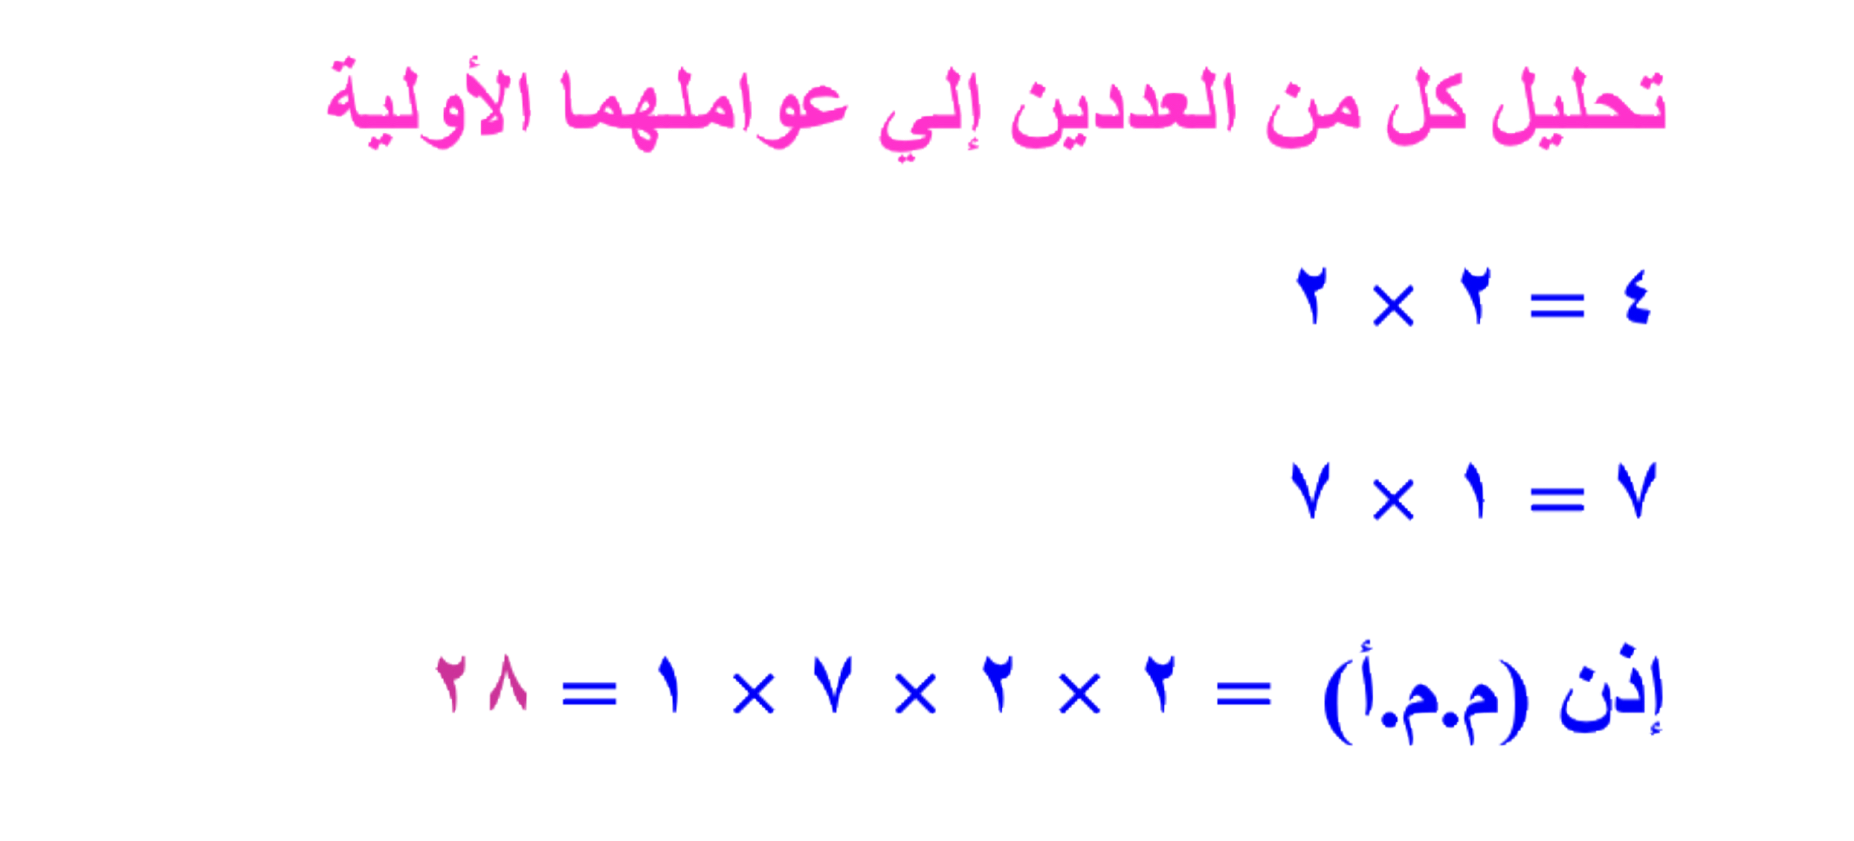 تحليل كل من العددين إلي عواملهما الأولية
٤ = ٢ × ٢
٧ = ١ × ٧
إذن (م.م.أ) = ٢ × ٢ × ٧ × ١ = ٢٨